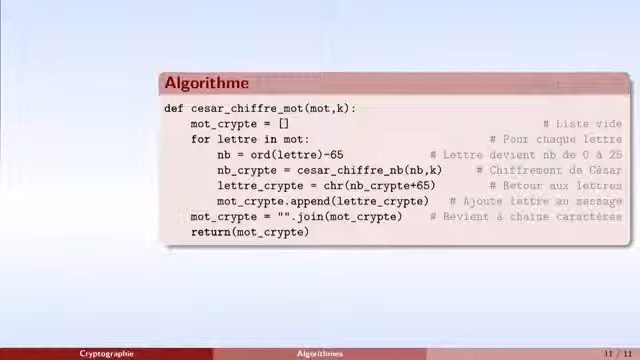 Algorithme
def cesar_chiffre_mot(mot,k):
mot_crypte = [] # Liste vide
for lettre in mot: # Pour chaque lettre
nb = ord(lettre)-65 # Lettre devient nb de 0 à 25
nb_crypte = cesar_chiffre_nb(nb,k) # Chiffrement de César
lettre_crypte = chr(nb_crypte+65) # Retour aux lettres
mot_crypte.append(lettre_crypte) # Ajoute lettre au message
mot_crypte = "".join(mot_crypte) # Revient à chaine caractères
return(mot_crypte)
Cryptographie Algorithmes 11 / 11